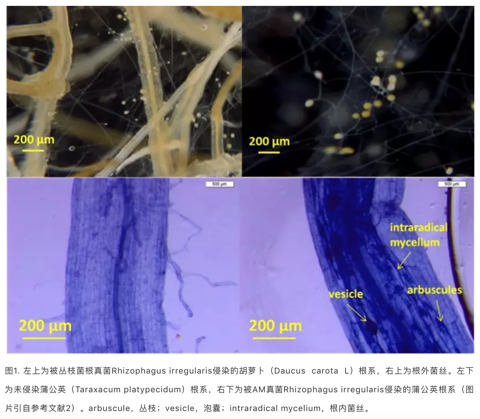 200 μm
200 μm
500 μm
500 μm
intraradical
mycelium
vesicle
arbuscules
200 μm
200 μm
图1. 左上为被丛枝菌根真菌Rhizophagus irregularis侵染的胡萝卜（Daucus carota L）根系，右上为根外菌丝。左下
为未侵染蒲公英（Taraxacum platypecidum）根系，右下为被AM真菌Rhizophagus irregularis侵染的蒲公英根系（图
片引自参考文献2）。arbuscule，丛枝；vesicle，泡囊；intraradical mycelium，根内菌丝。